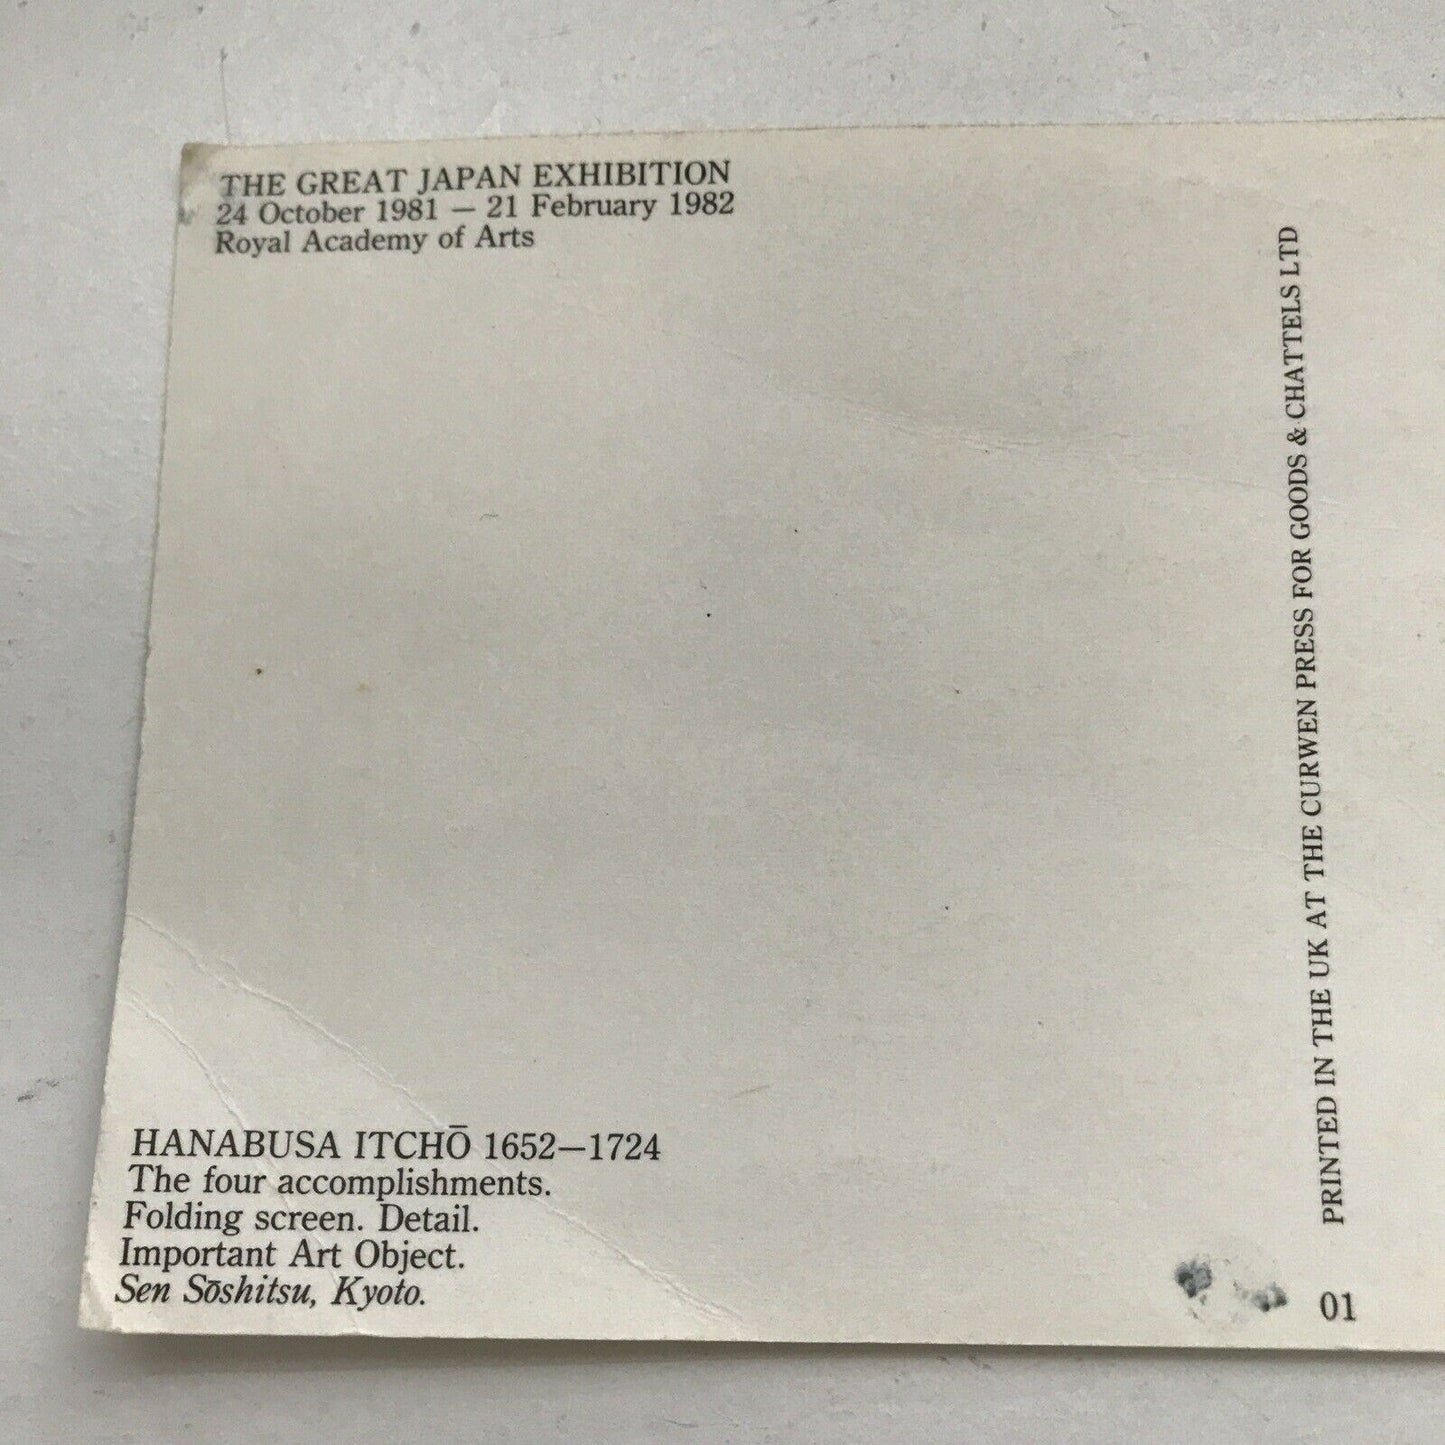 THE GREAT JAPAN EXHIBITION
24 October 1981 — 21 February 1982
Royal Academy of Arts
HANABUSA ITCHŌ 1652–1724
The four accomplishments.
Folding screen. Detail.
Important Art Object.
Sen Sōshitsu, Kyoto.
PRINTED IN THE UK AT THE CURWEN PRESS FOR GOODS & CHATTELS LTD
01